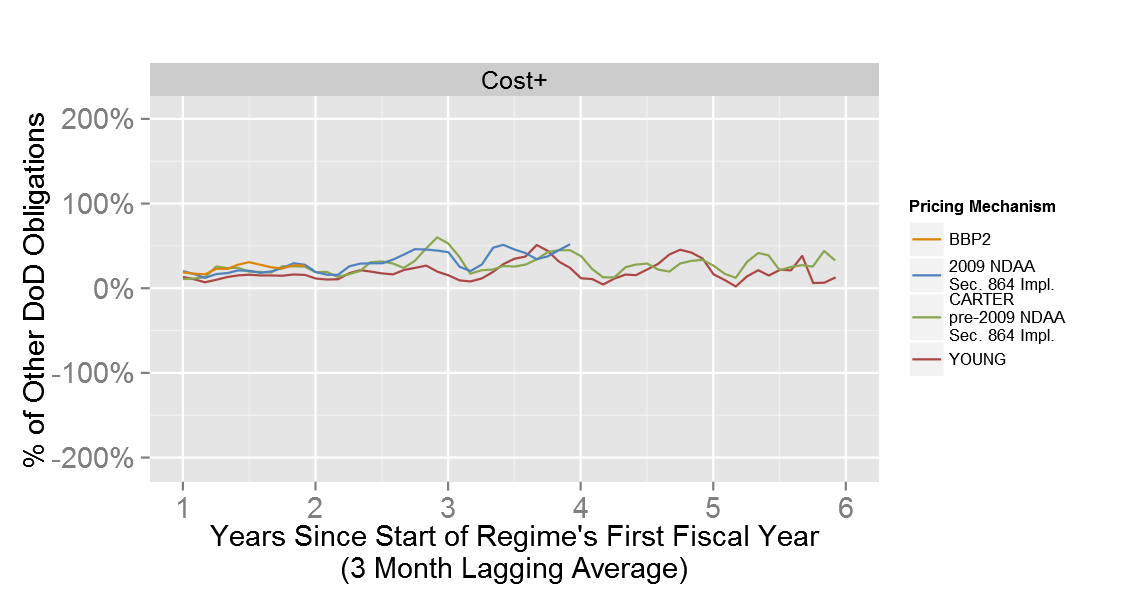 Cost+
200%
100%
0%
-100%
-200%
% of Other DoD Obligations
1 2 3 4 5 6
Years Since Start of Regime's First Fiscal Year
(3 Month Lagging Average)
Pricing Mechanism
BBP2
2009 NDAA
Sec. 864 Impl.
CARTER
pre-2009 NDAA
Sec. 864 Impl.
YOUNG